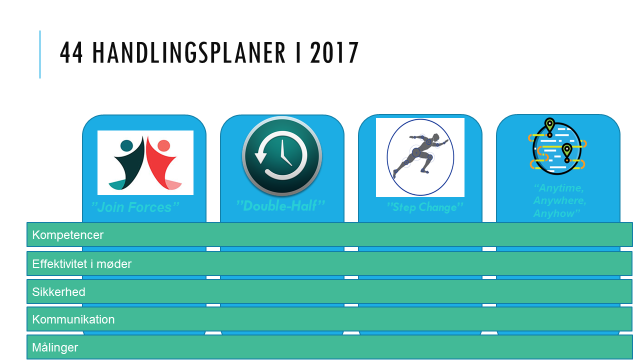 44 HANDLINGSPLANER I 2017
"Join Forces"
"Double-Half"
"Step Change"
"Anytime,
Anywhere,
Anyhow"
Kompetencer
Effektivitet i møder
Sikkerhed
Kommunikation
Målinger